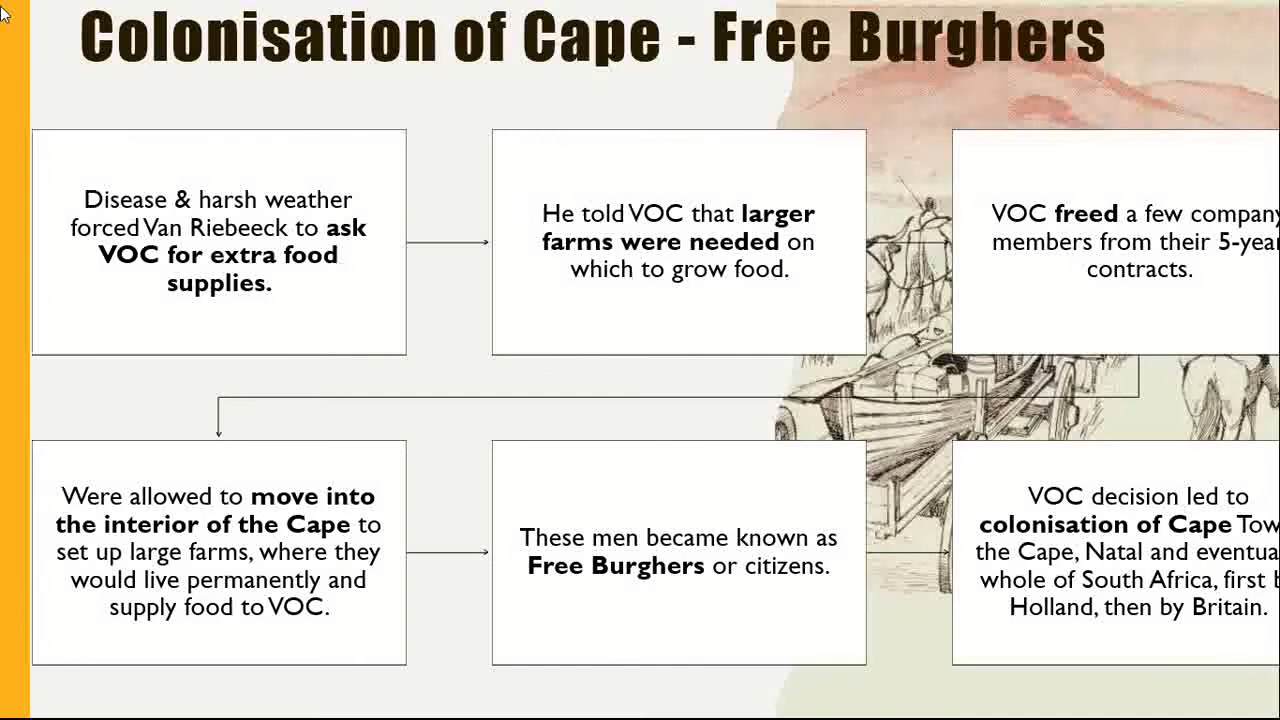 Colonisation of Cape - Free Burghers
Disease & harsh weather
forced Van Riebeeck to ask
VOC for extra food
supplies.
He told VOC that larger
farms were needed on
which to grow food.
VOC freed a few company
members from their 5-year
contracts.
Were allowed to move into
the interior of the Cape to
set up large farms, where they
would live permanently and
supply food to VOC.
These men became known as
Free Burghers or citizens.
VOC decision led to
colonisation of Cape
the Cape, Natal and
whole of South Africa, first
Holland, then by Britain.